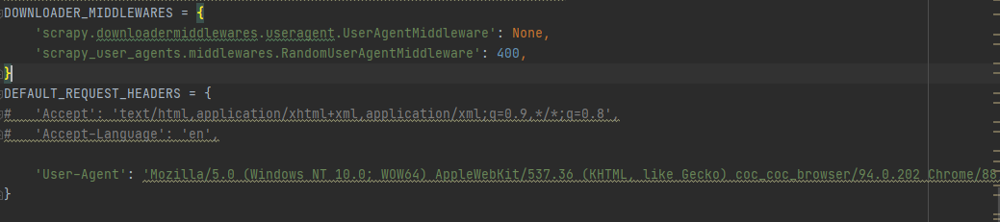 DOWNLOADER_MIDDLEWARES = {
    'scrapy.downloadermiddlewares.useragent.UserAgentMiddleware': None,
    'scrapy_user_agents.middlewares.RandomUserAgentMiddleware': 400,
}
DEFAULT_REQUEST_HEADERS = {
#   'Accept': 'text/html,application/xhtml+xml,application/xml;q=0.9,*/*;q=0.8',
#   'Accept-Language': 'en',
    'User-Agent': 'Mozilla/5.0 (Windows NT 10.0; WOW64) AppleWebKit/537.36 (KHTML, like Gecko) coc_coc_browser/94.0.202 Chrome/88
}